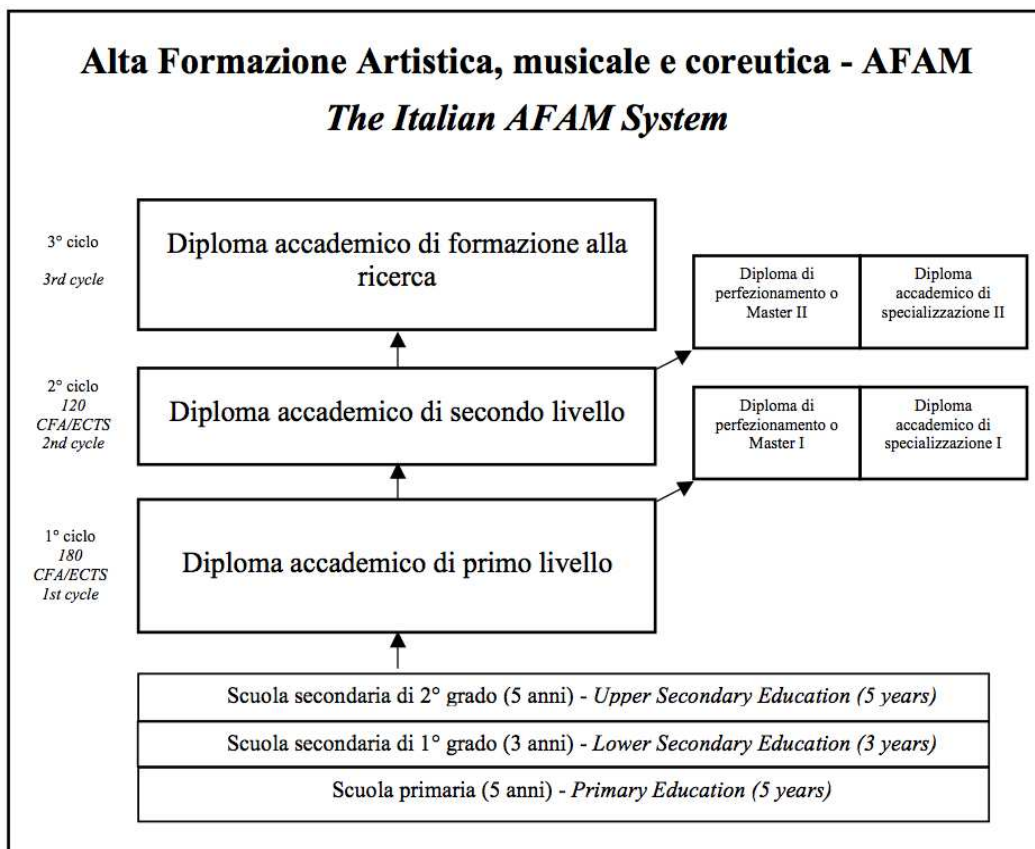 Alta Formazione Artistica, musicale e coreutica - AFAM
The Italian AFAM System
3° ciclo
3rd cycle
Diploma accademico di formazione alla
ricerca
Diploma di
perfezionamento o
Master II
Diploma
accademico di
specializzazione II
2° ciclo
120
CFA/ECTS
2nd cycle
Diploma accademico di secondo livello
Diploma di
perfezionamento o
Master I
Diploma
accademico di
specializzazione I
1° ciclo
180
CFA/ECTS
1st cycle
Diploma accademico di primo livello
Scuola secondaria di 2° grado (5 anni) - Upper Secondary Education (5 years)
Scuola secondaria di 1° grado (3 anni) - Lower Secondary Education (3 years)
Scuola primaria (5 anni) - Primary Education (5 years)